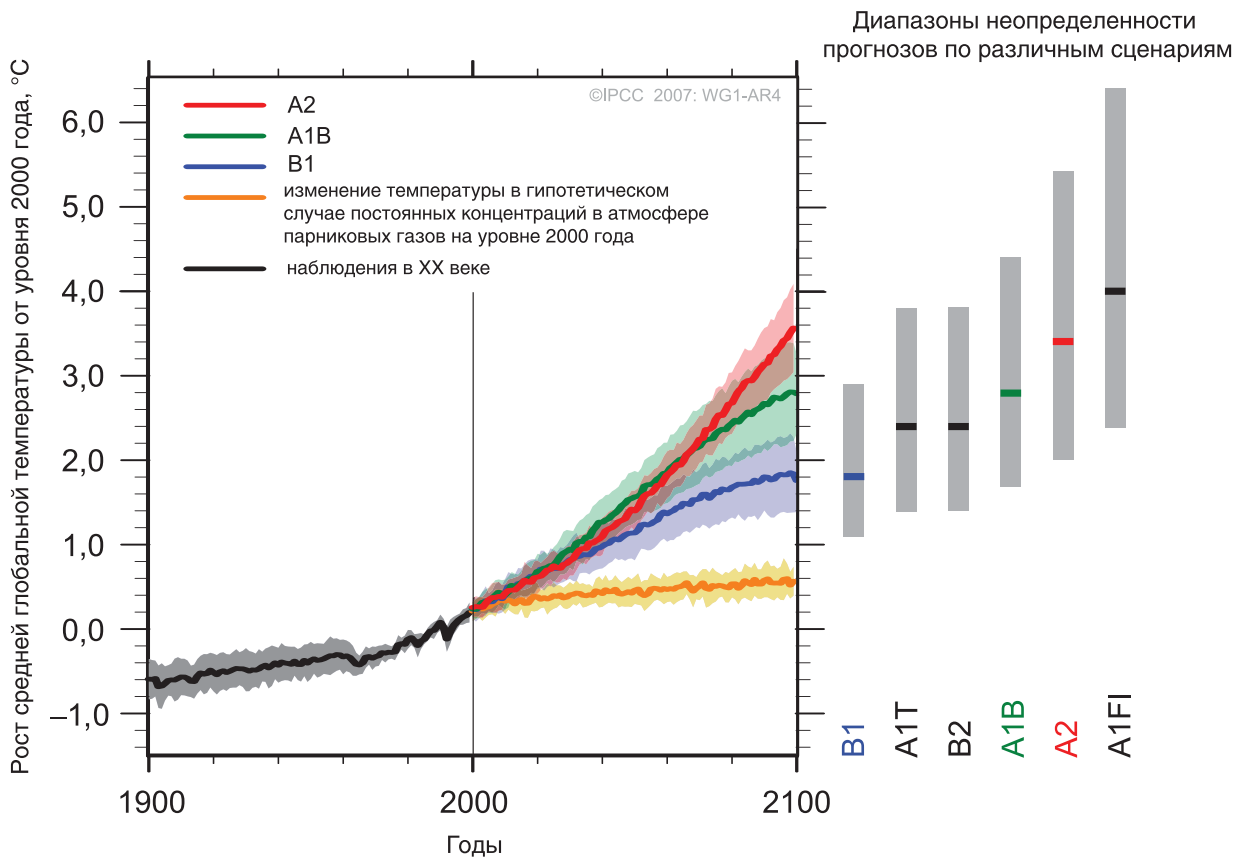 Диапазоны неопределенности
прогнозов по различным сценариям
Рост средней глобальной температуры от уровня 2000 года, °C
©IPCC 2007: WG1-AR4
A2
A1B
B1
изменение температуры в гипотетическом
случае постоянных концентраций в атмосфере
парниковых газов на уровне 2000 года
наблюдения в XX веке
6,0
5,0
4,0
3,0
2,0
1,0
0,0
–1,0
1900
2000
2100
Годы
B1
A1T
B2
A1B
A2
A1FI